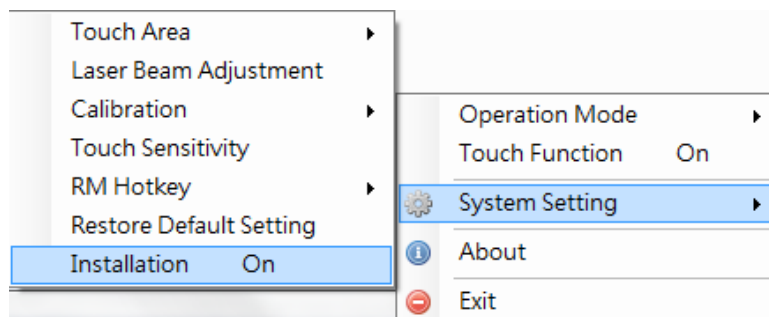 Touch Area
Laser Beam Adjustment
Calibration
Touch Sensitivity
RM Hotkey
Restore Default Setting
Installation On
Operation Mode
Touch Function On
System Setting
About
Exit